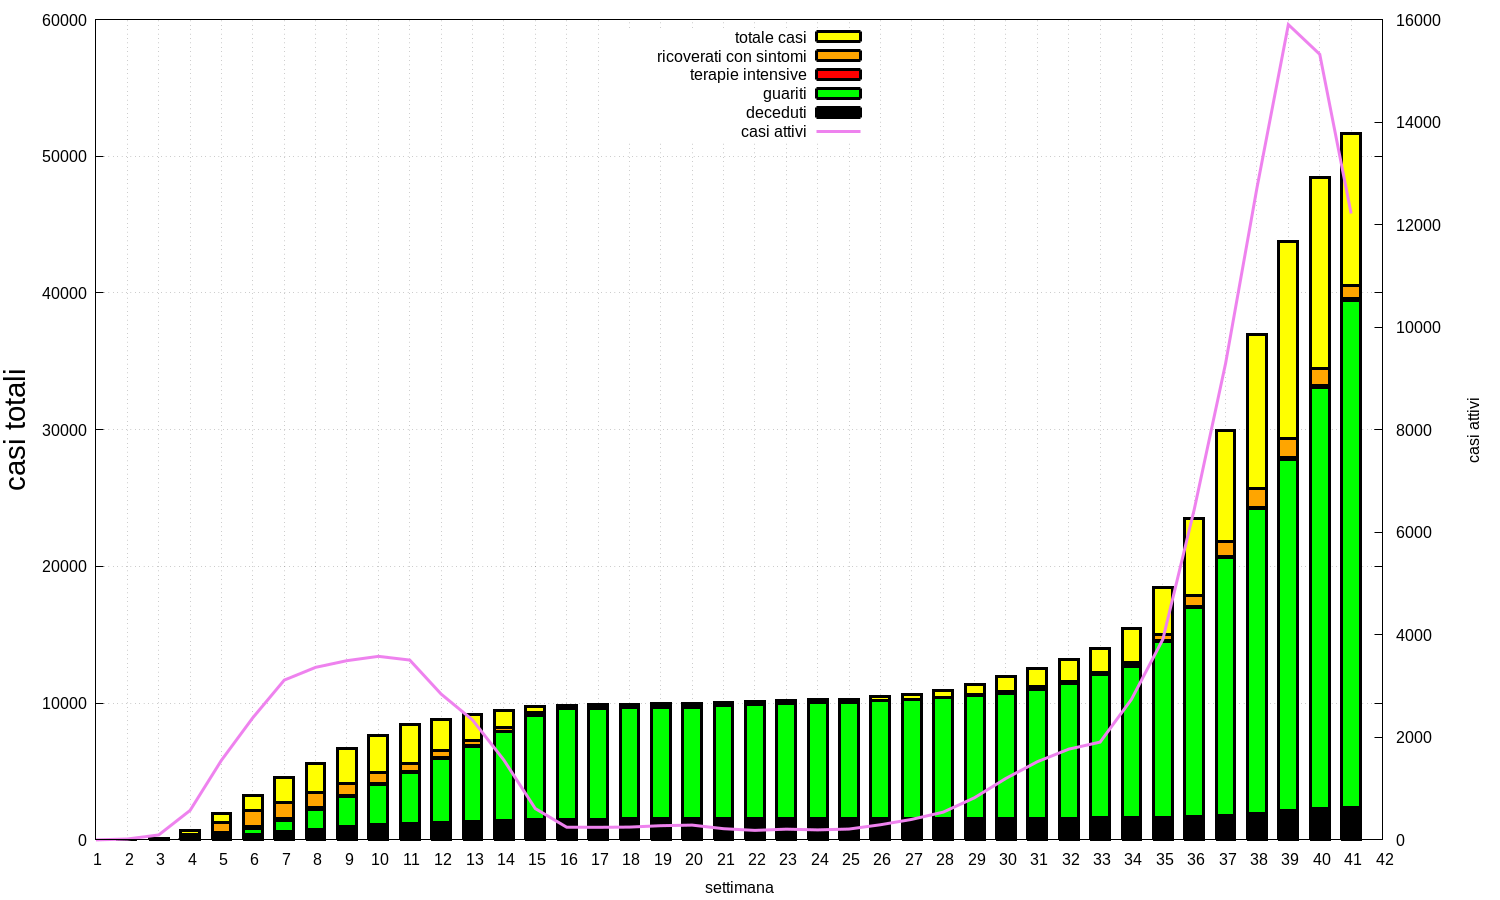 60000
50000
40000
30000
20000
10000
0
casi totali
totale casi
ricoverati con sintomi
terapie intensive
guariti
deceduti
casi attivi
16000
14000
12000
10000
8000
6000
4000
2000
0
casi attivi
1 2 3 4 5 6 7 8 9 10 11 12 13 14 15 16 17 18 19 20 21 22 23 24 25 26 27 28 29 30 31 32 33 34 35 36 37 38 39 40 41 42
settimana